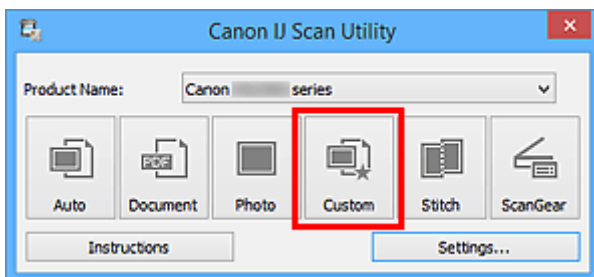 Canon IJ Scan Utility
Product Name: Canon series
PDF
Auto Document Photo Custom Stitch ScanGear
Instructions Settings...